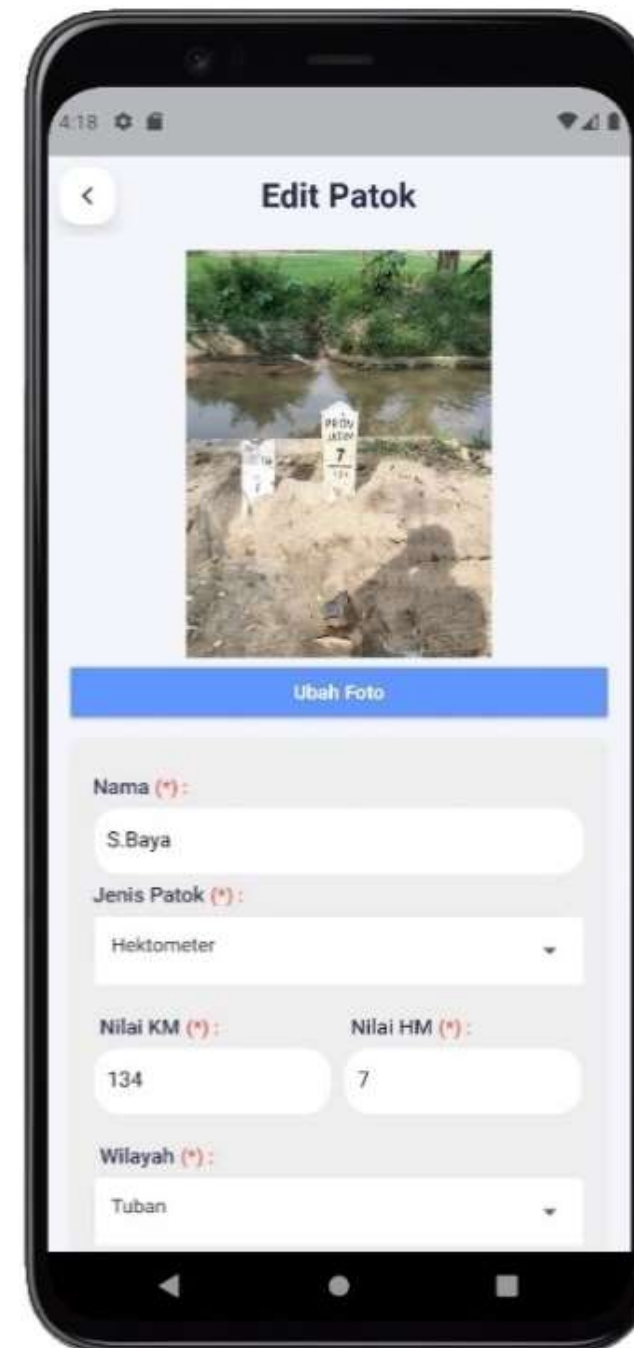 4:18
Edit Patok
PROV
JATIM
7
Ubah Foto
Nama (*) :
S.Baya
Jenis Patok (*) :
Hektometer
Nilai KM (*) :
Nilai HM (*) :
134
7
Wilayah (*) :
Tuban